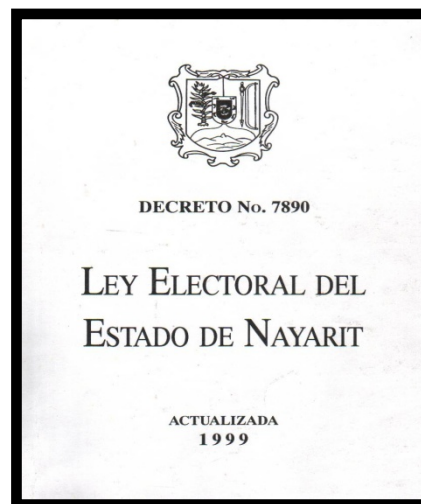 DECRETO No. 7890
LEY ELECTORAL DEL
ESTADO DE NAYARIT
ACTUALIZADA
1999